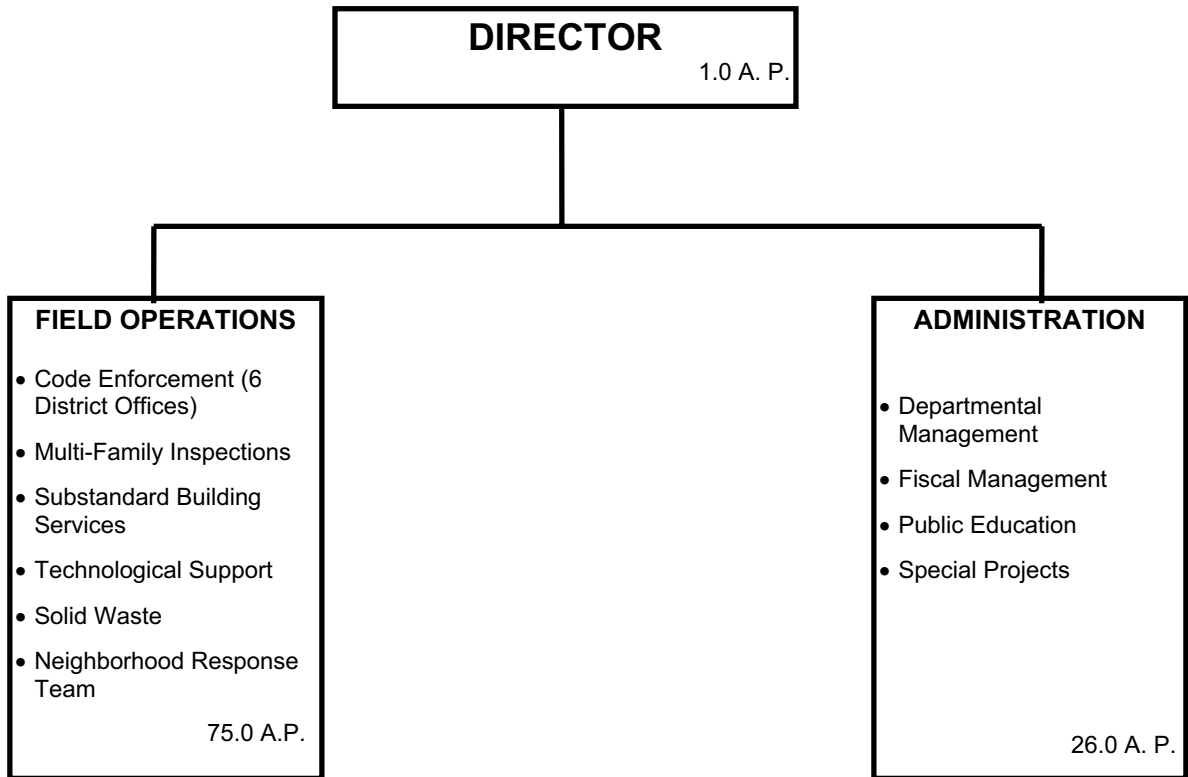 DIRECTOR
1.0 A. P.
FIELD OPERATIONS
• Code Enforcement (6
District Offices)
• Multi-Family Inspections
• Substandard Building
Services
• Technological Support
• Solid Waste
• Neighborhood Response
Team
75.0 A.P.
ADMINISTRATION
• Departmental
Management
• Fiscal Management
• Public Education
• Special Projects
26.0 A. P.